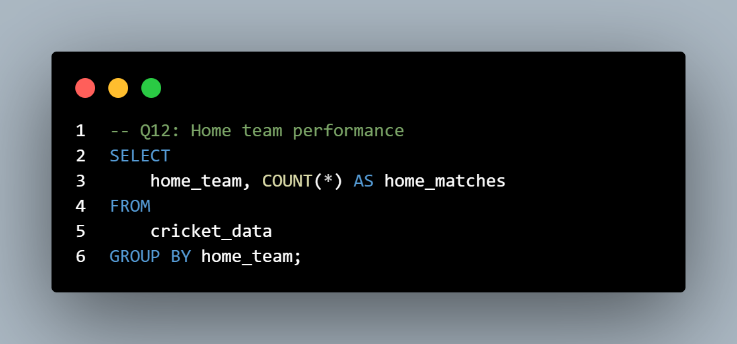 1 -- Q12: Home team performance
2 SELECT
3     home_team, COUNT(*) AS home_matches
4 FROM
5     cricket_data
6 GROUP BY home_team;